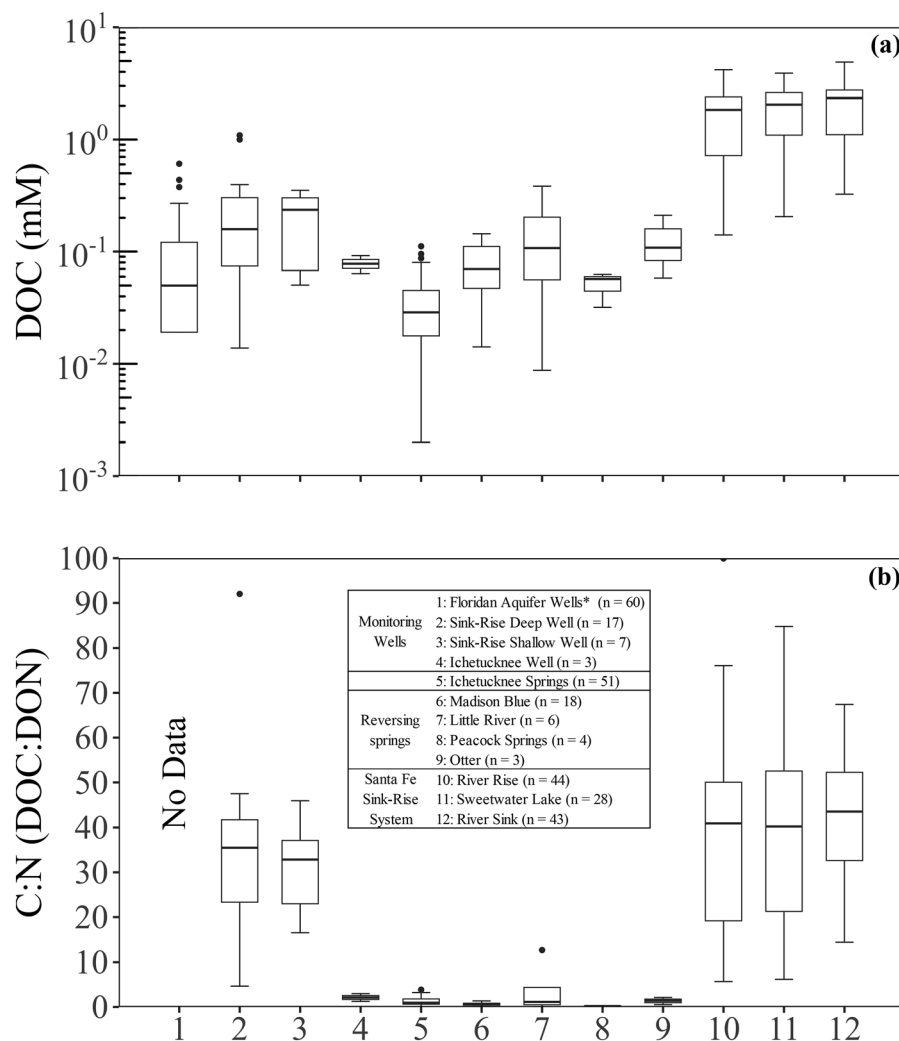 (a)
DOC (mM)
10¹
10⁰
10⁻¹
10⁻²
10⁻³
(b)
C:N (DOC:DON)
100
90
80
70
60
50
40
30
20
10
0
No Data
Monitoring Wells
1: Floridan Aquifer Wells* (n = 60)
2: Sink-Rise Deep Well (n = 17)
3: Sink-Rise Shallow Well (n = 7)
4: Ichetucknee Well (n = 3)
5: Ichetucknee Springs (n = 51)
Reversing springs
6: Madison Blue (n = 18)
7: Little River (n = 6)
8: Peacock Springs (n = 4)
9: Otter (n = 3)
Santa Fe Sink-Rise System
10: River Rise (n = 44)
11: Sweetwater Lake (n = 28)
12: River Sink (n = 43)
1 2 3 4 5 6 7 8 9 10 11 12